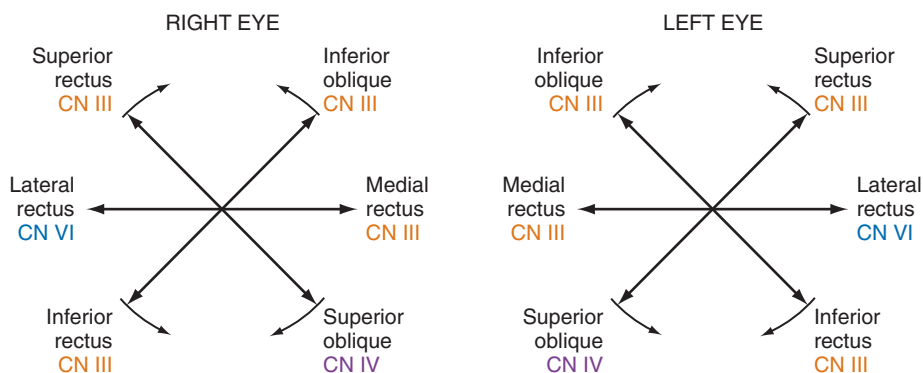 RIGHT EYE
Superior
rectus
CN III
Inferior
oblique
CN III
Lateral
rectus
CN VI
Medial
rectus
CN III
Inferior
rectus
CN III
Superior
oblique
CN IV
LEFT EYE
Inferior
oblique
CN III
Superior
rectus
CN III
Medial
rectus
CN III
Lateral
rectus
CN VI
Superior
oblique
CN IV
Inferior
rectus
CN III